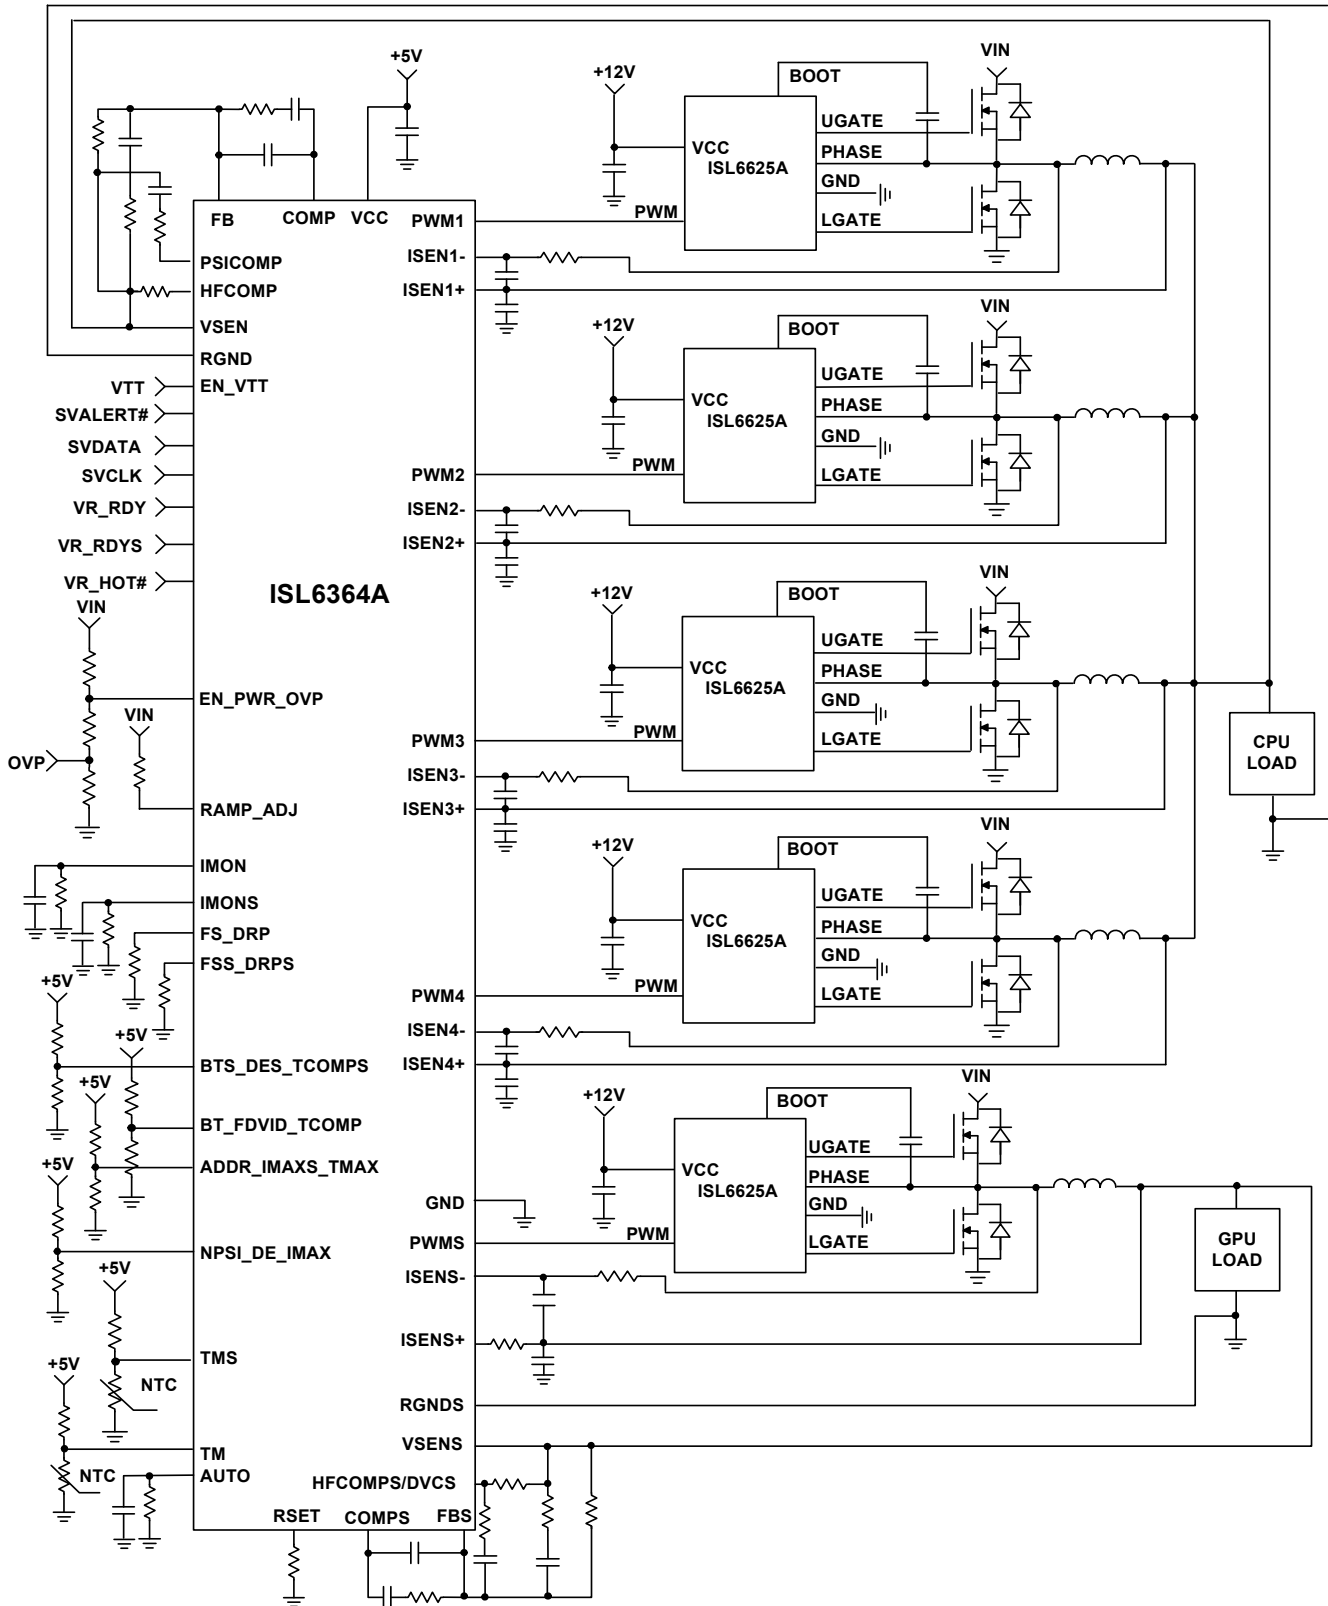 +5V
FB
COMP
VCC
PSICOMP
HFCOMP
VSEN
RGND
VTT
EN_VTT
SVALERT#
SVDATA
SVCLK
VR_RDY
VR_RDYS
VR_HOT#
VIN
EN_PWR_OVP
VIN
OVP
RAMP_ADJ
IMON
IMONS
FS_DRP
FSS_DRPS
+5V
+5V
BTS_DES_TCOMPS
+5V
BT_FDVID_TCOMP
+5V
ADDR_IMAXS_TMAX
NPSI_DE_IMAX
+5V
TMS
+5V
NTC
TM
NTC
AUTO
ISL6364A
RSET
COMPS
FBS
PWM1
ISEN1-
ISEN1+
PWM2
ISEN2-
ISEN2+
PWM3
ISEN3-
ISEN3+
PWM4
ISEN4-
ISEN4+
GND
PWMS
ISENS-
ISENS+
RGNDS
VSENS
HFCOMPS/DVCS
+12V
BOOT
VIN
VCC
ISL6625A
UGATE
PHASE
GND
LGATE
PWM
+12V
BOOT
VIN
VCC
ISL6625A
UGATE
PHASE
GND
LGATE
PWM
+12V
BOOT
VIN
VCC
ISL6625A
UGATE
PHASE
GND
LGATE
PWM
CPU
LOAD
+12V
BOOT
VIN
VCC
ISL6625A
UGATE
PHASE
GND
LGATE
PWM
+12V
BOOT
VIN
VCC
ISL6625A
UGATE
PHASE
GND
LGATE
PWM
GPU
LOAD